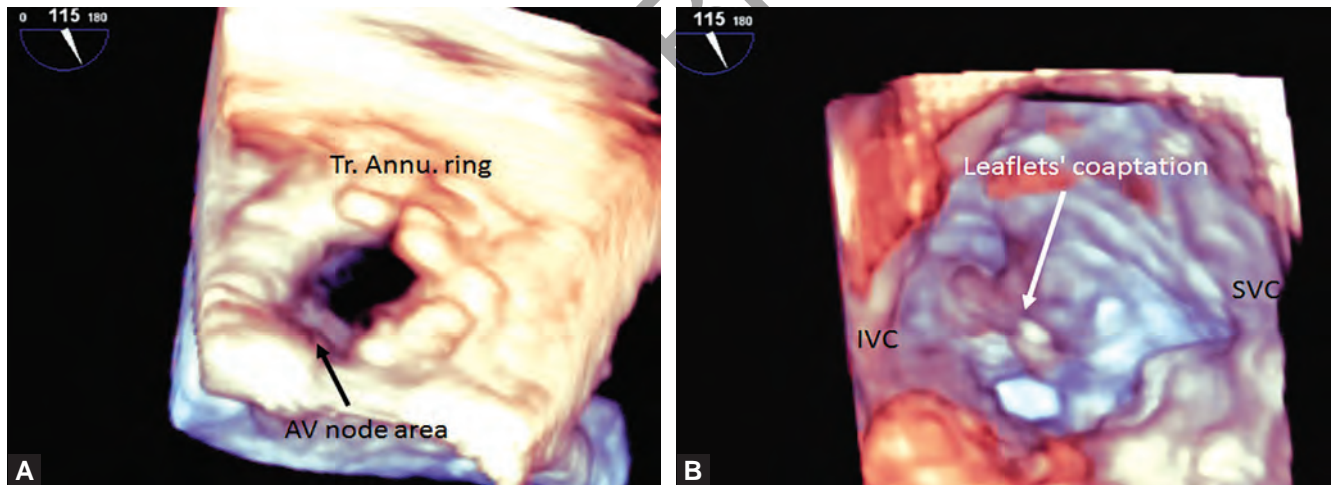 0 115 180
Tr. Annu. ring
AV node area
A
115 180
Leaflets' coaptation
SVC
IVC
B